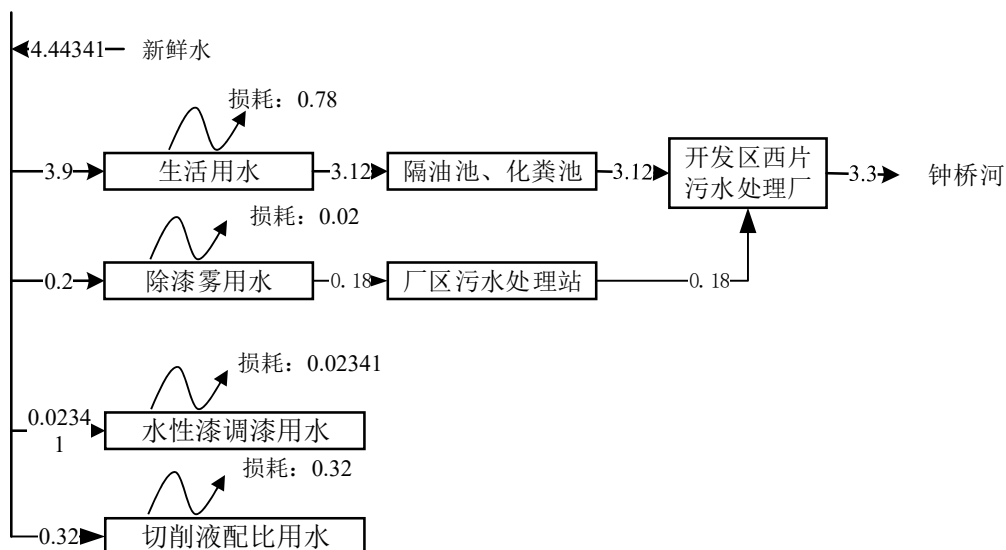 4.44341
新鲜水
损耗：0.78
3.9
生活用水
3.12
隔油池、化粪池
3.12
开发区西片
污水处理厂
3.3
钟桥河
损耗：0.02
0.2
除漆雾用水
0.18
厂区污水处理站
0.18
损耗：0.02341
0.0234
1
水性漆调漆用水
损耗：0.32
0.32
切削液配比用水